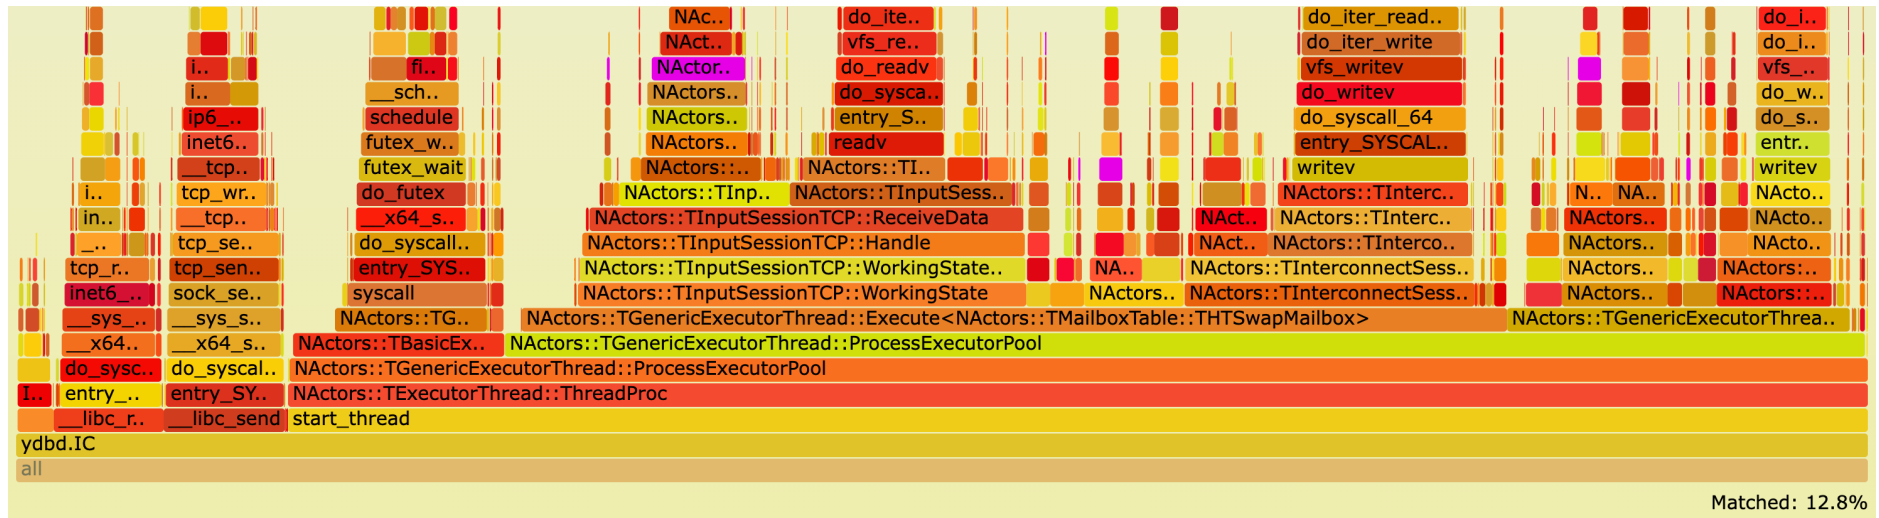 NAc.. do_ite.. do_iter_read.. do_i..
NAct.. vfs_re.. do_iter_write do_i..
i.. fi.. NActor.. do_readv vfs_writev vfs_..
i.. __sch.. NActors.. do_sysca.. do_writev do_w..
ip6_.. schedule NActors.. entry_S.. do_syscall_64 do_s..
inet6.. futex_w.. NActors.. readv entry_SYSCAL.. entr..
__tcp.. futex_wait NActors::.. NActors::TI.. writev writev
i.. tcp_wr.. do_futex NActors::TInp.. NActors::TInputSess.. NActors::TInterc.. N.. NA.. NActo..
in.. __tcp.. __x64_s.. NActors::TInputSessionTCP::ReceiveData NAct.. NActors::TInterc.. NActors.. NActo..
_.. tcp_se.. do_syscall.. NActors::TInputSessionTCP::Handle NAct.. NActors::TInterco.. NActors.. NActo..
tcp_r.. tcp_sen.. entry_SYS.. NActors::TInputSessionTCP::WorkingState.. NA.. NActors::TInterconnectSess.. NActors.. NActors:..
inet6_.. sock_se.. syscall NActors::TInputSessionTCP::WorkingState NActors.. NActors::TInterconnectSess.. NActors.. NActors::..
__sys_.. __sys_s.. NActors::TG.. NActors::TGenericExecutorThread::Execute<NActors::TMailboxTable::THTSwapMailbox> NActors::TGenericExecutorThrea..
__x64.. __x64_s.. NActors::TBasicEx.. NActors::TGenericExecutorThread::ProcessExecutorPool
do_sysc.. do_syscal.. NActors::TGenericExecutorThread::ProcessExecutorPool
I.. entry_.. entry_SY.. NActors::TExecutorThread::ThreadProc
__libc_r.. __libc_send start_thread
ydbd.IC
all
Matched: 12.8%